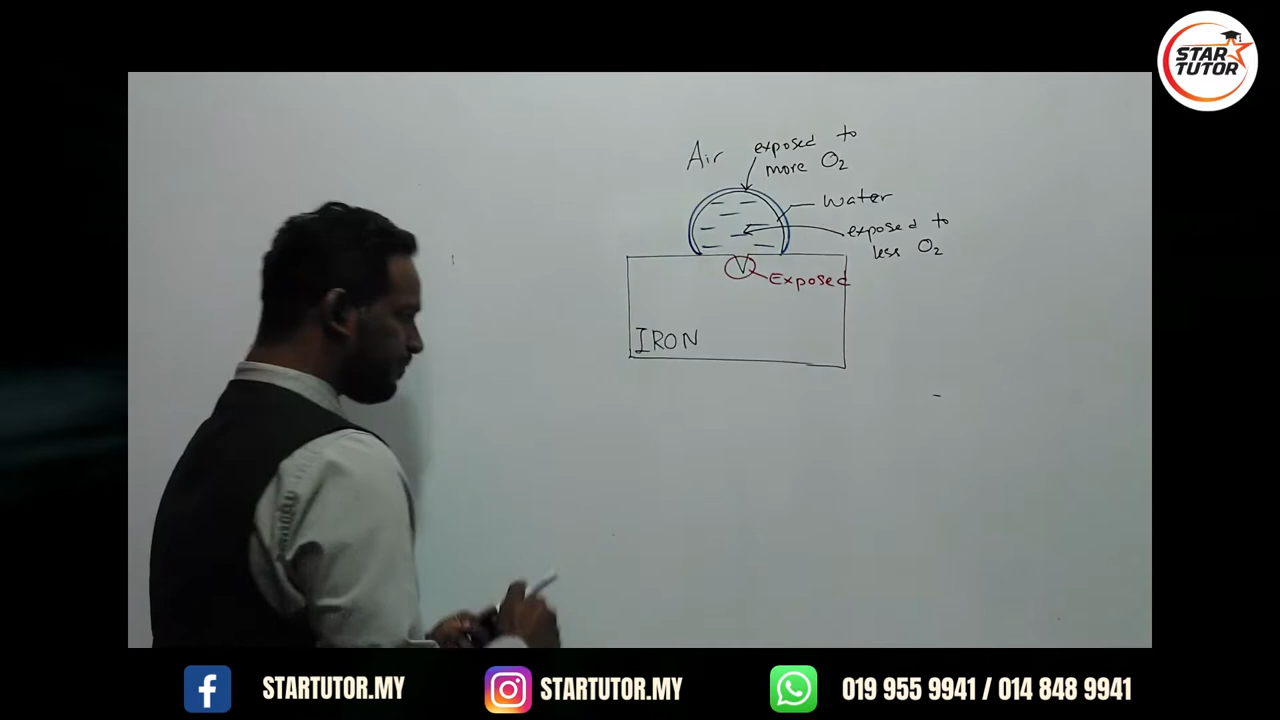 STAR
TUTOR
Air
exposed to
more O2
Water
exposed to
less O2
Exposed
IRON
STARTUTOR.MY
STARTUTOR.MY
019 955 9941 / 014 848 9941